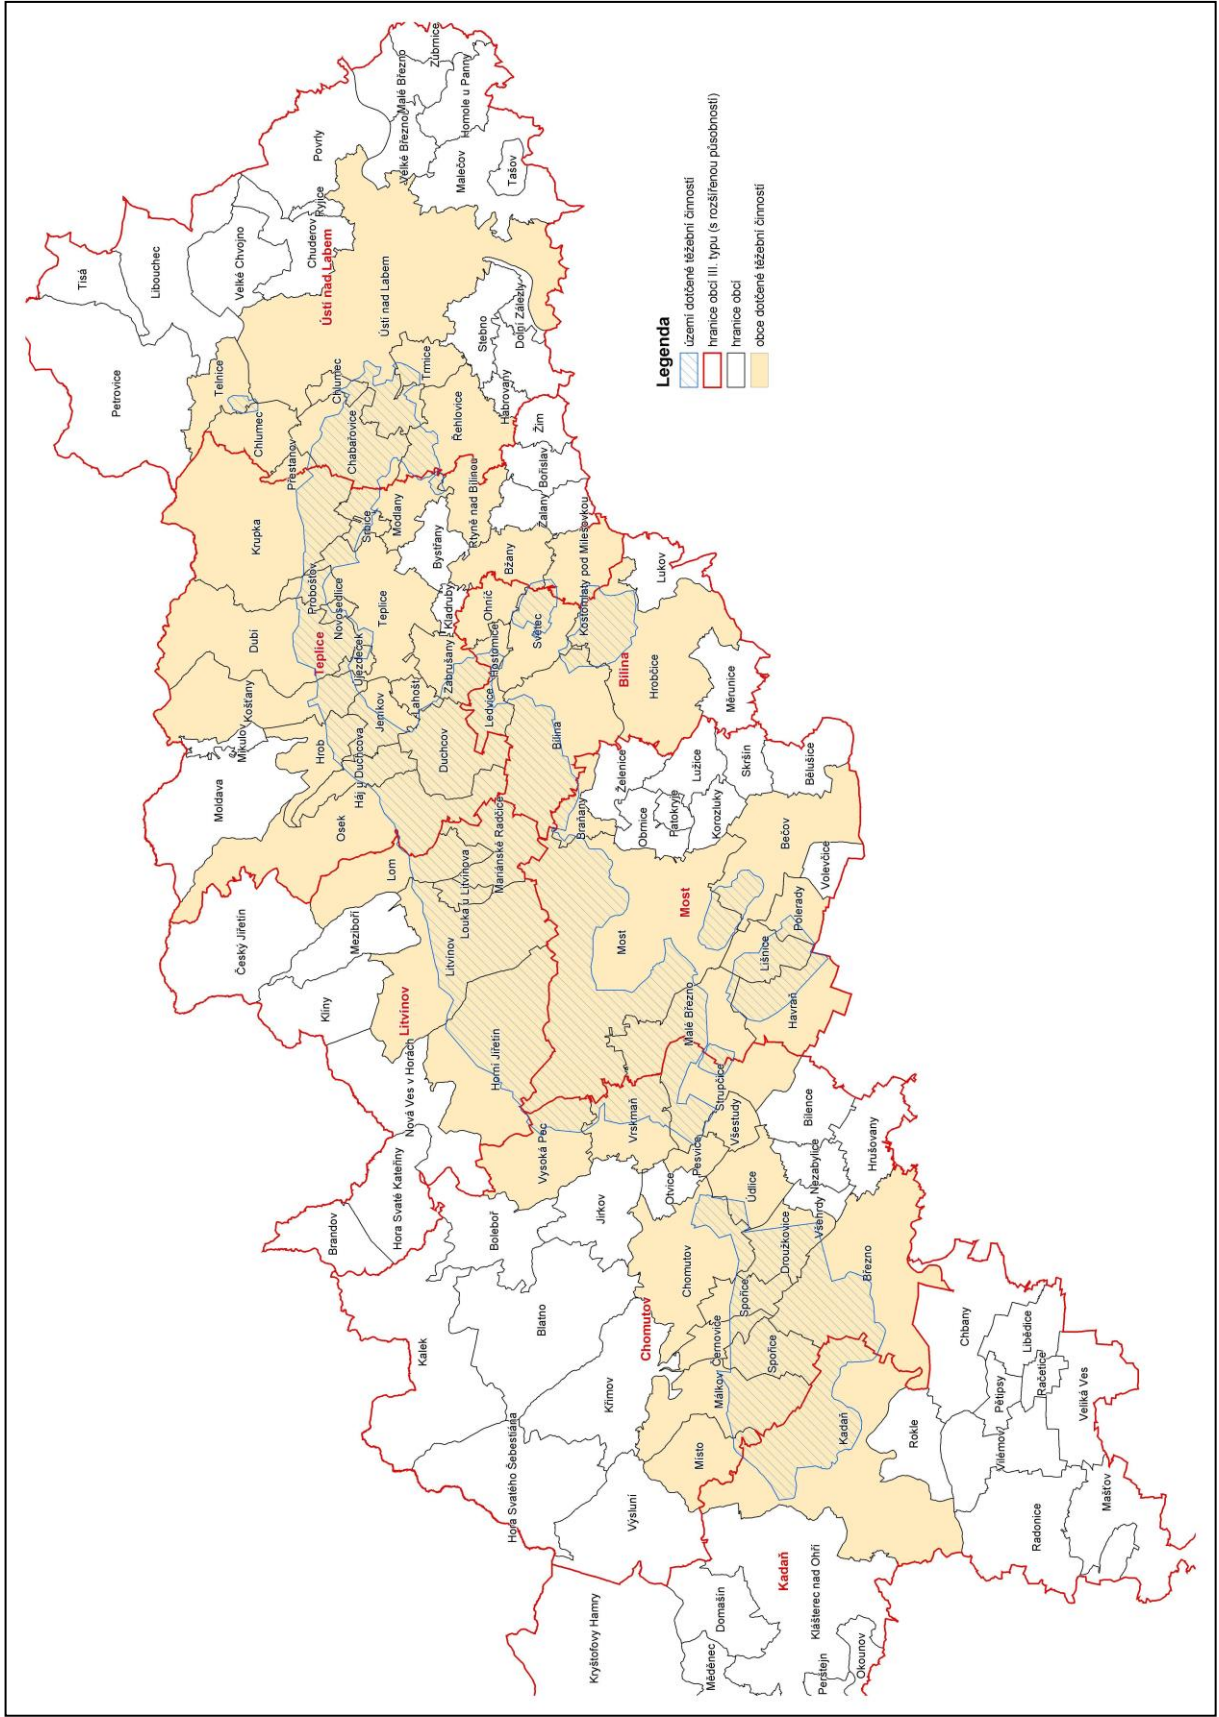 Kryštofovy Hamry
Měděnec
Domašín
Kadaň
Klášterec nad Ohří
Perštejn
Okounov
Hora Svatého Šebestiána
Výsluní
Kalek
Křimov
Blatno
Místo
Málkov
Černovice
Chomutov
Chomutov
Spořice
Spořice
Kadaň
Rokle
Radonice
Mašťov
Vilémov
Pětipsy
Račetice
Libědice
Veliká Ves
Chbany
Březno
Droužkovice
Údlice
Všehrdy
Nezabylice
Hrušovany
Bílence
Všestudy
Strupčice
Pesvice
Otvice
Jirkov
Boleboř
Vysoká Pec
Vrskmaň
Brandov
Hora Svaté Kateřiny
Nová Ves v Horách
Klíny
Český Jiřetín
Meziboří
Litvínov
Litvínov
Horní Jiřetín
Lom
Louka u Litvínova
Mariánské Radčice
Most
Most
Malé Březno
Havraň
Lišnice
Polerady
Volevčice
Bečov
Bělušice
Skršín
Lužice
Korozluky
Patokryje
Obrnice
Želenice
Braňany
Moldava
Mikulov
Košťany
Hrob
Osek
Háj u Duchcova
Duchcov
Jeníkov
Lahošť
Zabrušany
Ledvice
Hostomice
Ohníč
Světec
Bílina
Bílina
Hrobčice
Měrunice
Lukov
Kostomlaty pod Milešovkou
Dubí
Teplice
Teplice
Újezdeček
Novosedlice
Proboštov
Krupka
Srbice
Modlany
Bystřany
Kladruby
Bžany
Rtyně nad Bílinou
Žalany
Bořislav
Žim
Přestanov
Chlumec
Chlumec
Chabařovice
Telnice
Petrovice
Tisá
Libouchec
Velké Chvojno
Chuderov
Ryjice
Povrly
Ústí nad Labem
Ústí nad Labem
Trmice
Řehlovice
Habrovany
Stebno
Dolní Zálezly
Velké Březno
Malé Březno
Zubrnice
Homole u Panny
Malečov
Tašov
Legenda
území dotčené těžební činností
hranice obcí III. typu (s rozšířenou působností)
hranice obcí
obce dotčené těžební činností